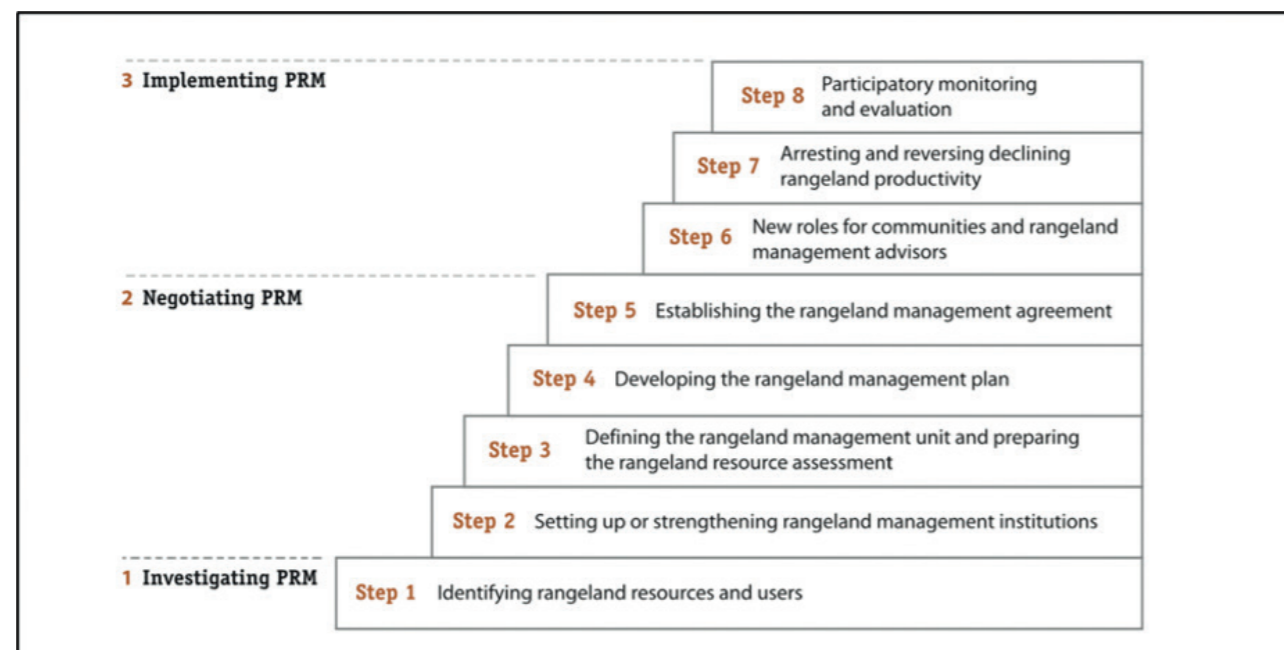 3 Implementing PRM
Step 8 Participatory monitoring
and evaluation
Step 7 Arresting and reversing declining
rangeland productivity
Step 6 New roles for communities and rangeland
management advisors
2 Negotiating PRM
Step 5 Establishing the rangeland management agreement
Step 4 Developing the rangeland management plan
Step 3 Defining the rangeland management unit and preparing
the rangeland resource assessment
Step 2 Setting up or strengthening rangeland management institutions
1 Investigating PRM
Step 1 Identifying rangeland resources and users